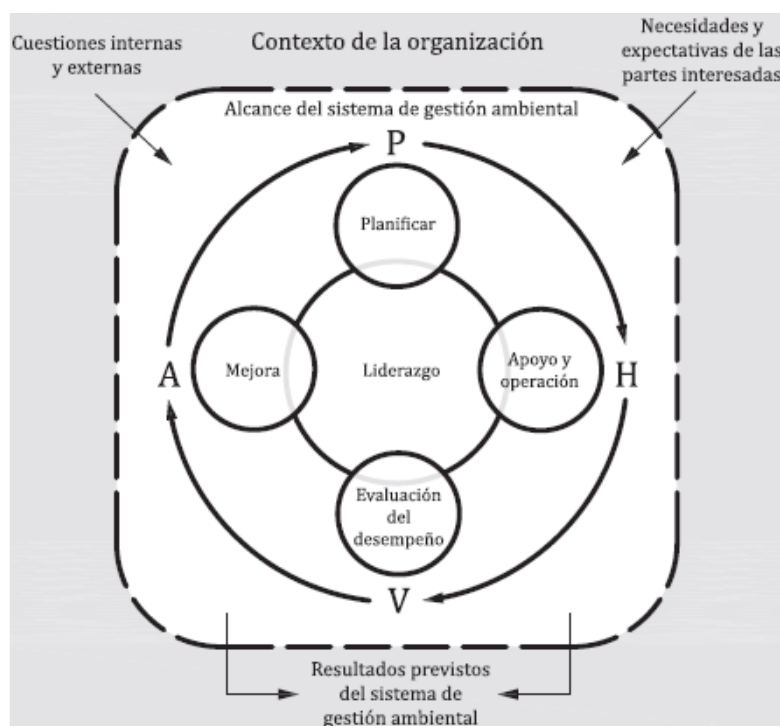 Cuestiones internas
y externas
Contexto de la organización
Necesidades y
expectativas de las
partes interesadas
Alcance del sistema de gestión ambiental
P
Planificar
A
Mejora
Liderazgo
Apoyo y
operación
H
Evaluación
del
desempeño
V
Resultados previstos
del sistema de
gestión ambiental